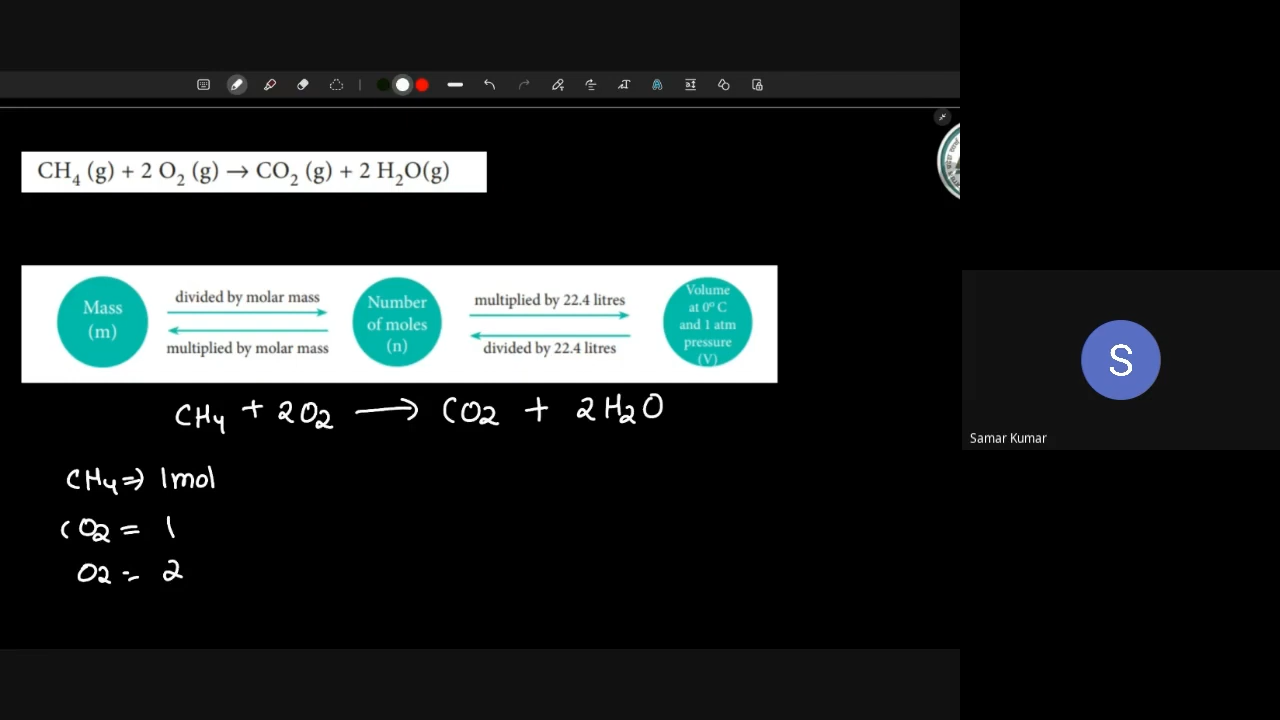 CH4 (g) + 2 O2 (g) → CO2 (g) + 2 H2O(g)
Mass
(m)
divided by molar mass
multiplied by molar mass
Number
of moles
(n)
multiplied by 22.4 litres
divided by 22.4 litres
Volume
at 0° C
and 1 atm
pressure
(V)
CH4 + 2O2 → CO2 + 2H2O
CH4 ⇒ 1mol
CO2 = 1
O2 = 2
S
Samar Kumar